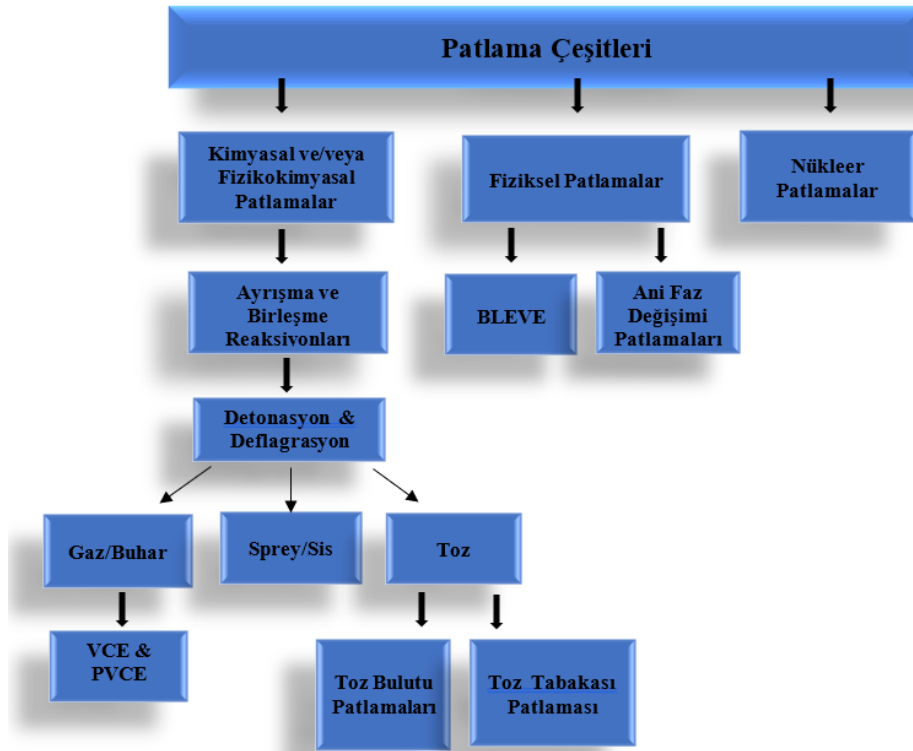 Patlama Çeşitleri
Kimyasal ve/veya
Fizikokimyasal
Patlamalar
Fiziksel Patlamalar
Nükleer
Patlamalar
Ayrışma ve
Birleşme
Reaksiyonları
BLEVE
Ani Faz
Değişimi
Patlamaları
Detonasyon &
Deflagrasyon
Gaz/Buhar
Sprey/Sis
Toz
VCE &
PVCE
Toz Bulutu
Patlamaları
Toz Tabakası
Patlaması